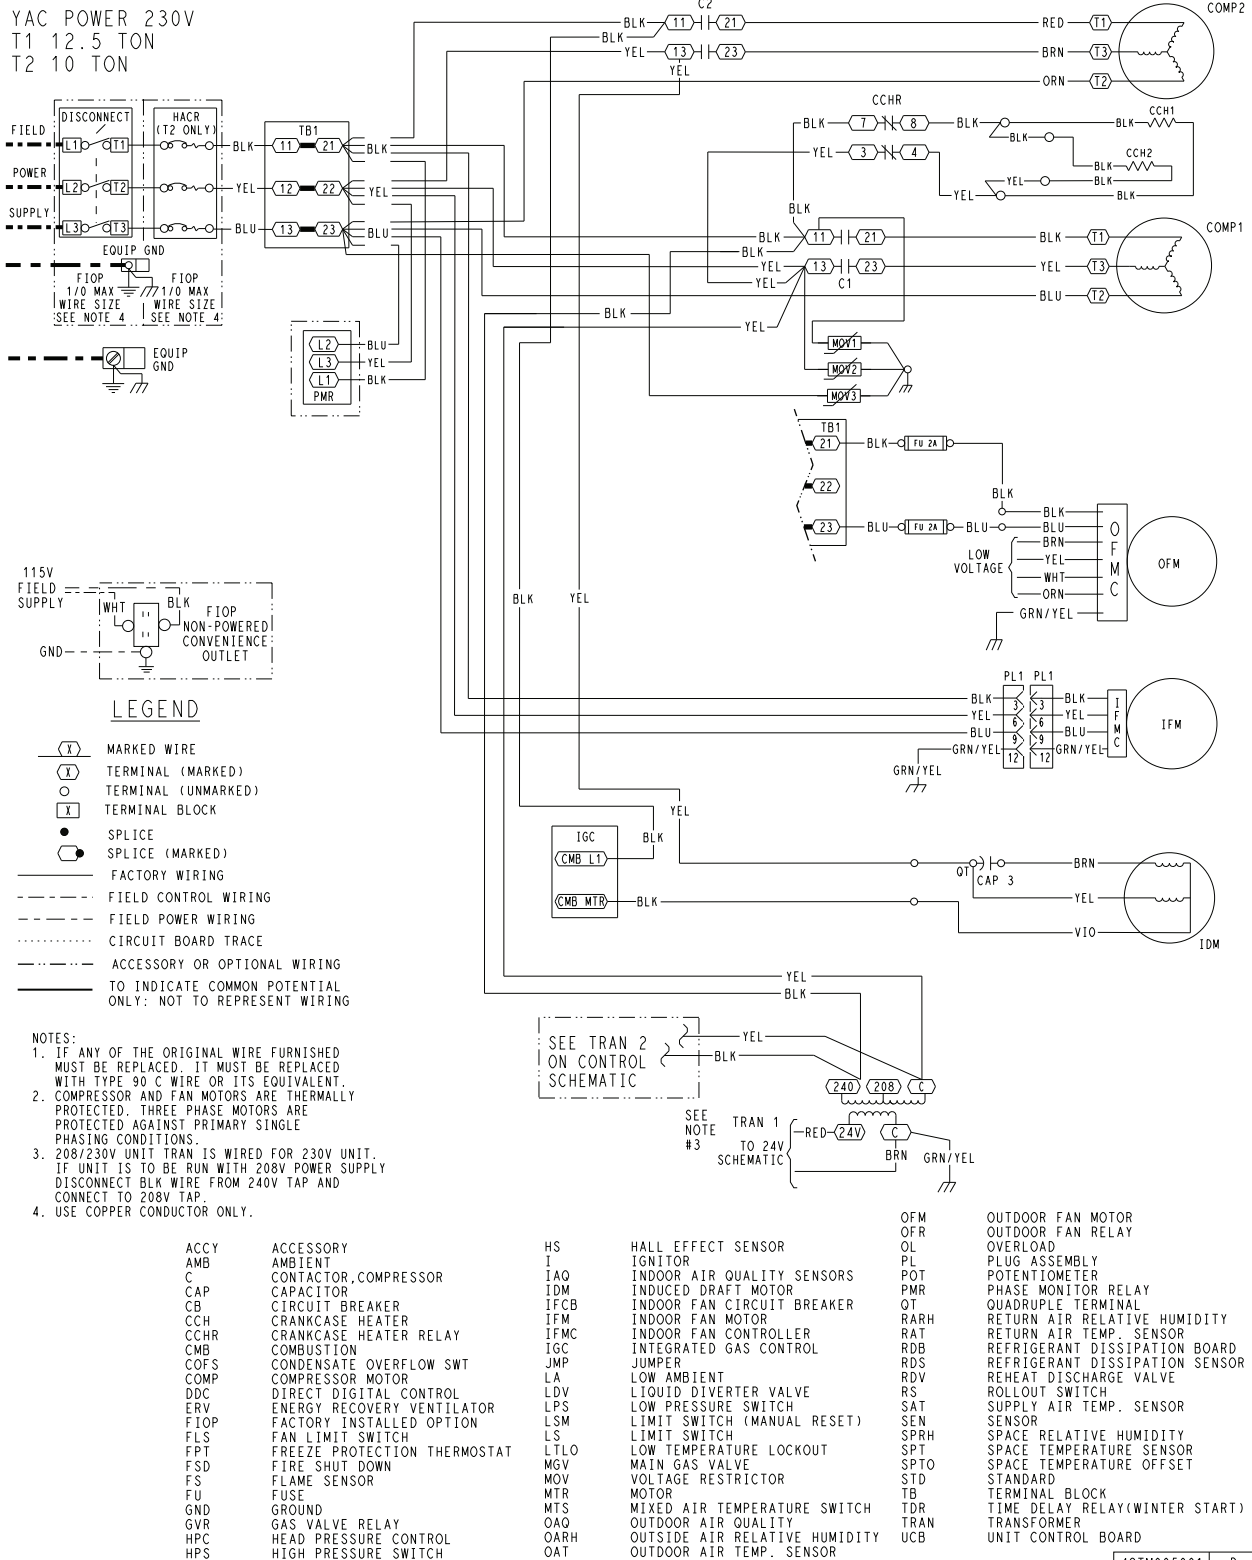 YAC POWER 230V
T1 12.5 TON
T2 10 TON
C2
BLK 11 21 RED T1 COMP2
BLK
YEL 13 23 BRN T3
YEL
ORN T2
DISCONNECT
HACR
(T2 ONLY)
TB1
FIELD L1 T1 BLK 11 21 BLK
POWER L2 T2 YEL 12 22 YEL
SUPPLY L3 T3 BLU 13 23 BLU
EQUIP GND
FIOP
1/0 MAX
WIRE SIZE
SEE NOTE 4
FIOP
1/0 MAX
WIRE SIZE
SEE NOTE 4
EQUIP
GND
L2 BLU
L3 YEL
L1 BLK
PMR
CCHR
BLK 7 8 BLK BLK CCH1
BLK
YEL 3 4 BLK CCH2
YEL BLK
YEL BLK
BLK
BLK 11 21 BLK T1 COMP1
BLK
YEL 13 23 YEL T3
YEL C1
BLU T2
BLK
YEL
MOV1
MOV2
MOV3
TB1
21 BLK FU 2A
22
BLK
23 BLU FU 2A BLU
BLK
BLU
LOW
VOLTAGE
BRN
YEL
WHT
ORN
GRN/YEL
OFMC
OFM
BLK YEL
115V
FIELD
SUPPLY
WHT BLK
GND
FIOP
NON-POWERED
CONVENIENCE
OUTLET
PL1 PL1
BLK 3 3 BLK
YEL 6 6 YEL
BLU 9 9 BLU
GRN/YEL 12 12 GRN/YEL
GRN/YEL
IFMC
IFM
LEGEND
X MARKED WIRE
X TERMINAL (MARKED)
TERMINAL (UNMARKED)
X TERMINAL BLOCK
SPLICE
SPLICE (MARKED)
FACTORY WIRING
FIELD CONTROL WIRING
FIELD POWER WIRING
CIRCUIT BOARD TRACE
ACCESSORY OR OPTIONAL WIRING
TO INDICATE COMMON POTENTIAL
ONLY: NOT TO REPRESENT WIRING
IGC
BLK
YEL
CMB L1
CMB MTR BLK
QT
CAP 3
BRN
YEL
VIO
IDM
YEL
BLK
SEE TRAN 2
ON CONTROL
SCHEMATIC
YEL
BLK
240 208 C
SEE
NOTE
#3
TRAN 1
TO 24V
SCHEMATIC
RED 24V C
BRN GRN/YEL
NOTES:
1. IF ANY OF THE ORIGINAL WIRE FURNISHED
MUST BE REPLACED. IT MUST BE REPLACED
WITH TYPE 90 C WIRE OR ITS EQUIVALENT.
2. COMPRESSOR AND FAN MOTORS ARE THERMALLY
PROTECTED. THREE PHASE MOTORS ARE
PROTECTED AGAINST PRIMARY SINGLE
PHASING CONDITIONS.
3. 208/230V UNIT TRAN IS WIRED FOR 230V UNIT.
IF UNIT IS TO BE RUN WITH 208V POWER SUPPLY
DISCONNECT BLK WIRE FROM 240V TAP AND
CONNECT TO 208V TAP.
4. USE COPPER CONDUCTOR ONLY.
ACCY ACCESSORY
AMB AMBIENT
C CONTACTOR,COMPRESSOR
CAP CAPACITOR
CB CIRCUIT BREAKER
CCH CRANKCASE HEATER
CCHR CRANKCASE HEATER RELAY
CMB COMBUSTION
COFS CONDENSATE OVERFLOW SWT
COMP COMPRESSOR MOTOR
DDC DIRECT DIGITAL CONTROL
ERV ENERGY RECOVERY VENTILATOR
FIOP FACTORY INSTALLED OPTION
FLS FAN LIMIT SWITCH
FPT FREEZE PROTECTION THERMOSTAT
FSD FIRE SHUT DOWN
FS FLAME SENSOR
FU FUSE
GND GROUND
GVR GAS VALVE RELAY
HPC HEAD PRESSURE CONTROL
HPS HIGH PRESSURE SWITCH
HS HALL EFFECT SENSOR
I IGNITOR
IAQ INDOOR AIR QUALITY SENSORS
IDM INDUCED DRAFT MOTOR
IFCB INDOOR FAN CIRCUIT BREAKER
IFM INDOOR FAN MOTOR
IFMC INDOOR FAN CONTROLLER
IGC INTEGRATED GAS CONTROL
JMP JUMPER
LA LOW AMBIENT
LDV LIQUID DIVERTER VALVE
LPS LOW PRESSURE SWITCH
LSM LIMIT SWITCH (MANUAL RESET)
LS LIMIT SWITCH
LTLO LOW TEMPERATURE LOCKOUT
MGV MAIN GAS VALVE
MOV VOLTAGE RESTRICTOR
MTR MOTOR
MTS MIXED AIR TEMPERATURE SWITCH
OAQ OUTDOOR AIR QUALITY
OARH OUTSIDE AIR RELATIVE HUMIDITY
OAT OUTDOOR AIR TEMP. SENSOR
OFM OUTDOOR FAN MOTOR
OFR OUTDOOR FAN RELAY
OL OVERLOAD
PL PLUG ASSEMBLY
POT POTENTIOMETER
PMR PHASE MONITOR RELAY
QT QUADRUPLE TERMINAL
RARH RETURN AIR RELATIVE HUMIDITY
RAT RETURN AIR TEMP. SENSOR
RDB REFRIGERANT DISSIPATION BOARD
RDS REFRIGERANT DISSIPATION SENSOR
RDV REHEAT DISCHARGE VALVE
RS ROLLOUT SWITCH
SAT SUPPLY AIR TEMP. SENSOR
SEN SENSOR
SPRH SPACE RELATIVE HUMIDITY
SPT SPACE TEMPERATURE SENSOR
SPTO SPACE TEMPERATURE OFFSET
STD STANDARD
TB TERMINAL BLOCK
TDR TIME DELAY RELAY(WINTER START)
TRAN TRANSFORMER
UCB UNIT CONTROL BOARD